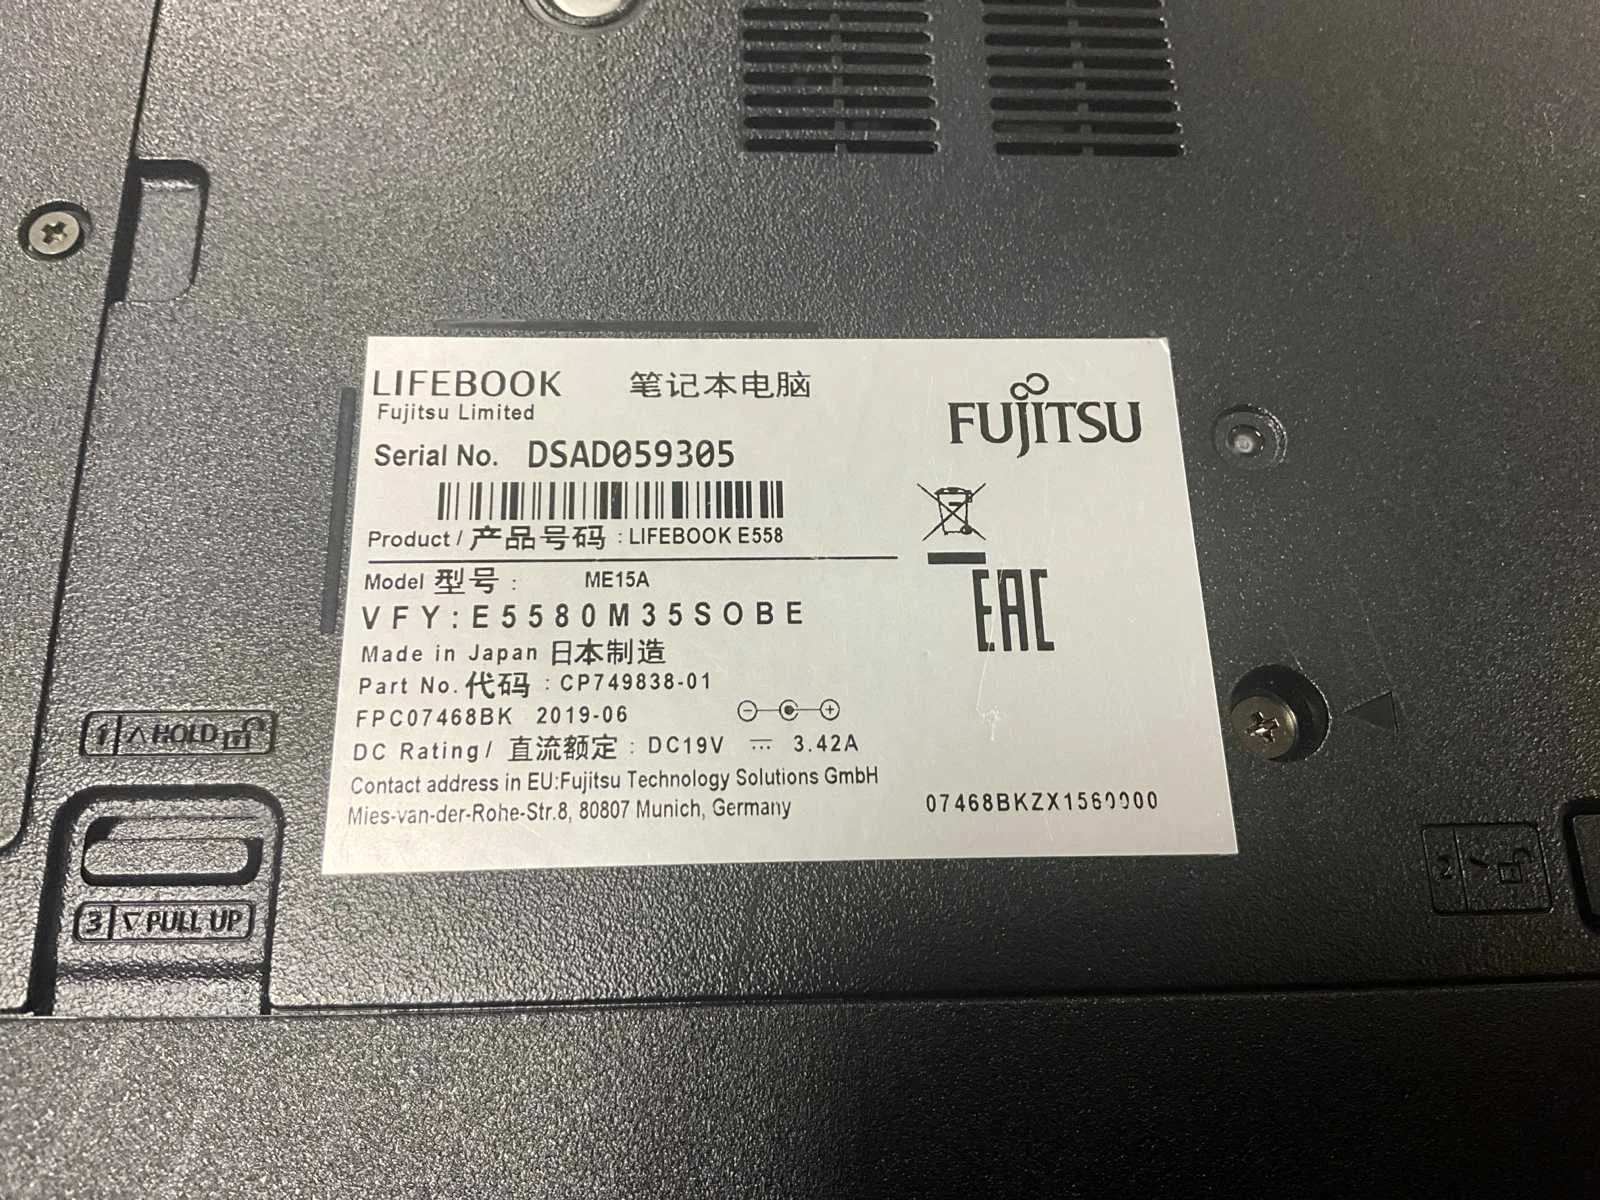 LIFEBOOK 笔记本电脑
Fujitsu Limited
FUJITSU
Serial No. DSAD059305
Product / 产品号码 : LIFEBOOK E558
Model 型号 : ME15A
VFY: E5580M35SOBE
EAC
Made in Japan 日本制造
Part No. 代码 : CP749838-01
FPC07468BK 2019-06
DC Rating / 直流额定 : DC19V ⎓ 3.42A
Contact address in EU:Fujitsu Technology Solutions GmbH
Mies-van-der-Rohe-Str.8, 80807 Munich, Germany
07468BKZX1560000
1 HOLD
3 PULL UP
2